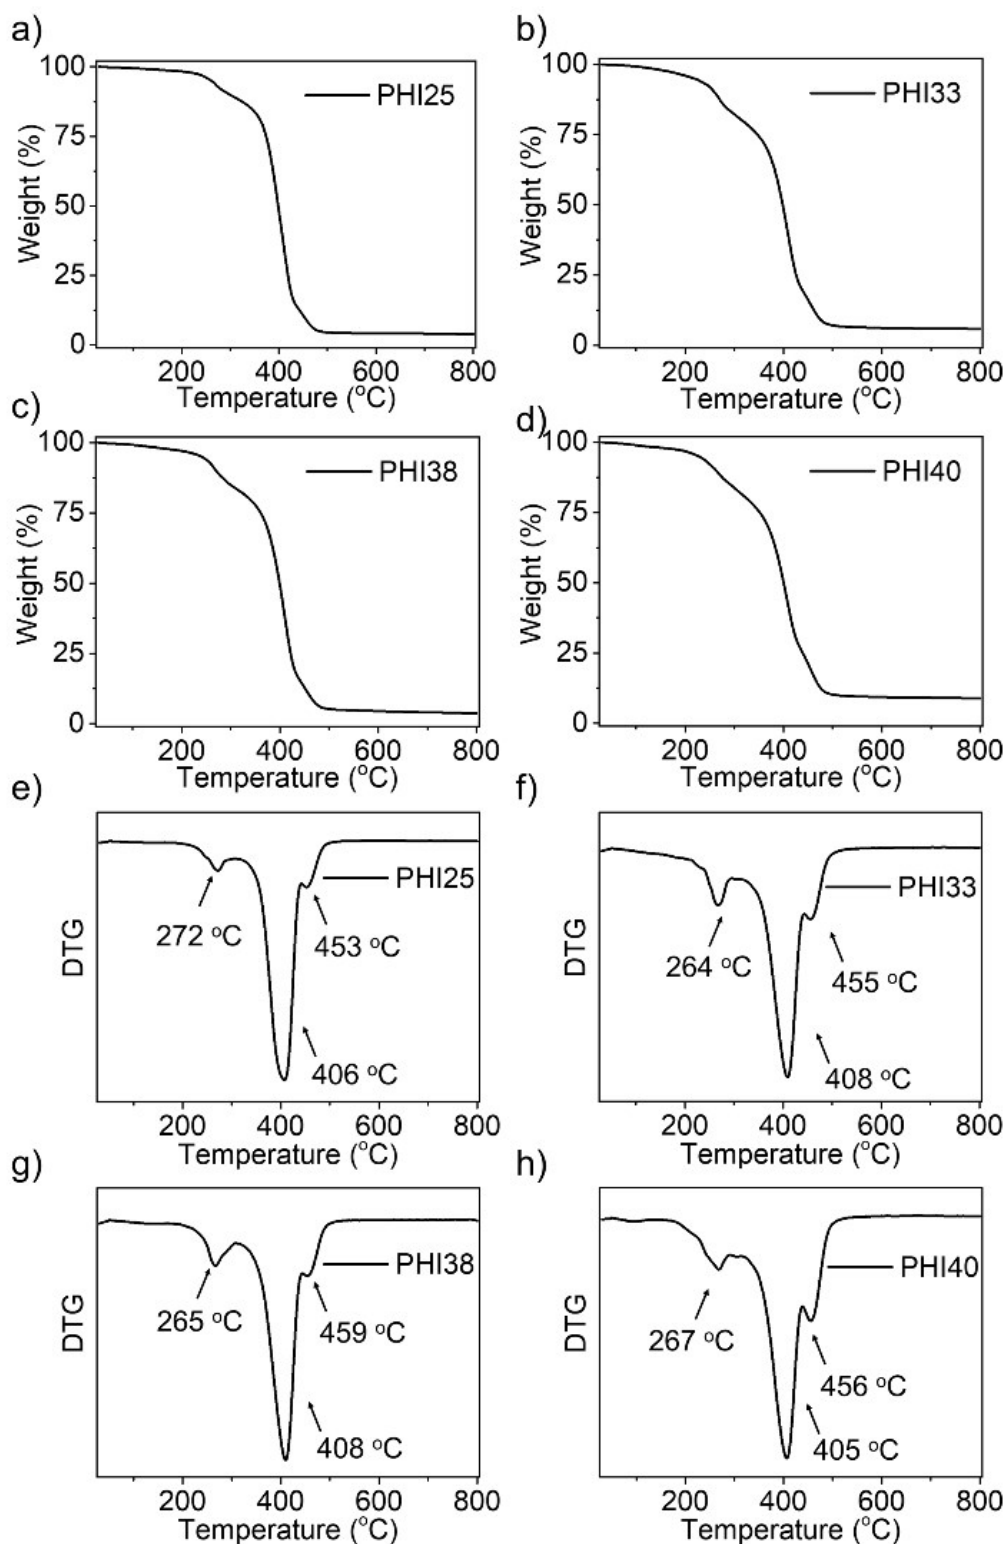 a)
100
75
50
25
0
Weight (%)
PHI25
200 400 600 800
Temperature (°C)
b)
100
75
50
25
0
Weight (%)
PHI33
200 400 600 800
Temperature (°C)
c)
100
75
50
25
0
Weight (%)
PHI38
200 400 600 800
Temperature (°C)
d)
100
75
50
25
0
Weight (%)
PHI40
200 400 600 800
Temperature (°C)
e)
DTG
PHI25
272 °C
453 °C
406 °C
200 400 600 800
Temperature (°C)
f)
DTG
PHI33
264 °C
455 °C
408 °C
200 400 600 800
Temperature (°C)
g)
DTG
PHI38
265 °C
459 °C
408 °C
200 400 600 800
Temperature (°C)
h)
DTG
PHI40
267 °C
456 °C
405 °C
200 400 600 800
Temperature (°C)